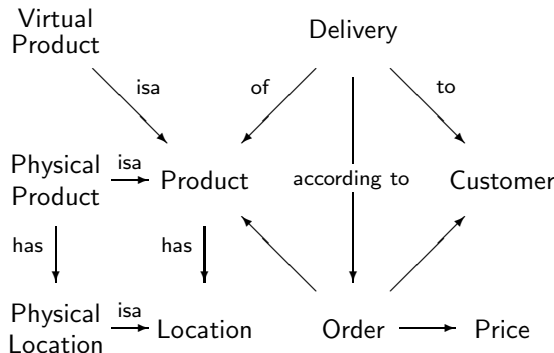 Virtual
Product
Delivery
isa
of
to
Physical
Product
isa
Product
according to
Customer
has
has
Physical
Location
isa
Location
Order
Price